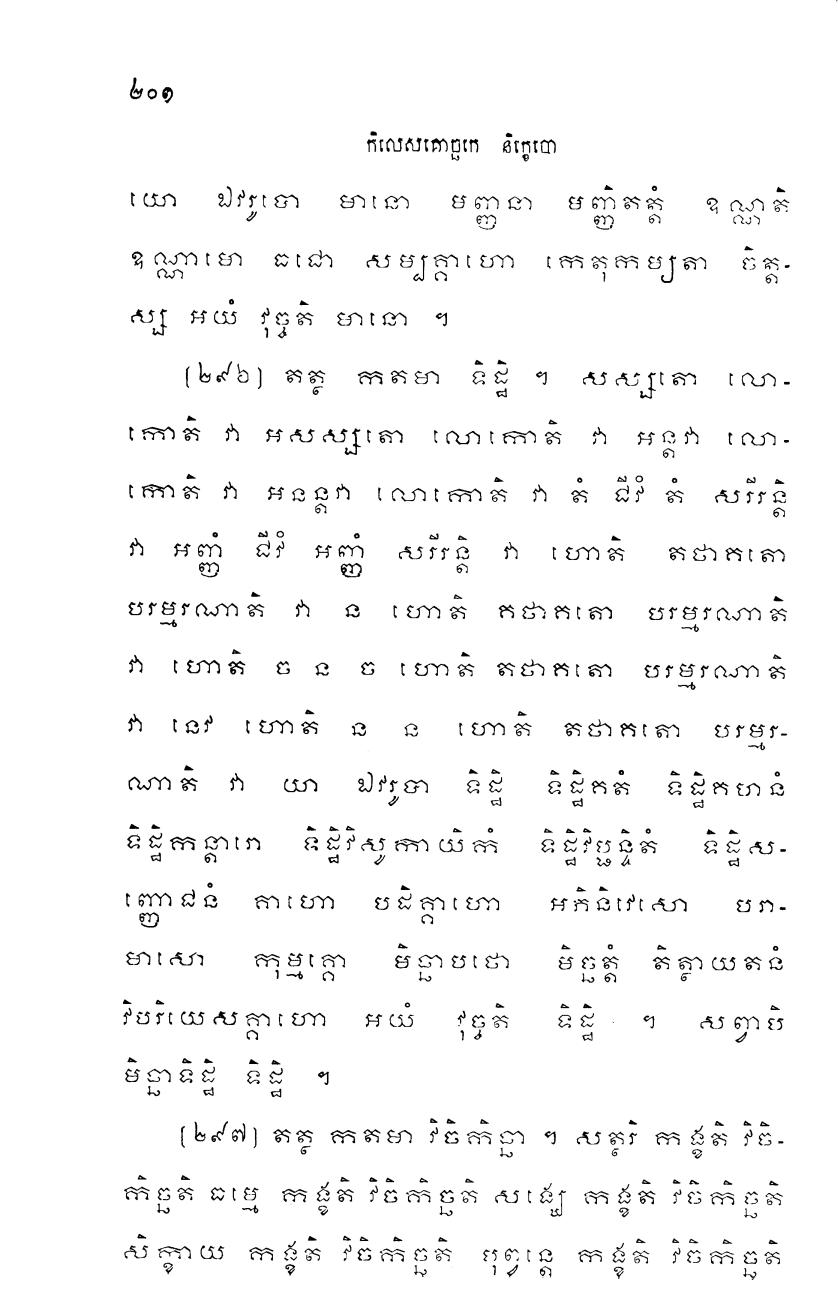 ២០១
កិលេសគោច្ឆកេ និក្ខេបោ
យោ ឯវរូបោ មានោ មញ្ញនា មញ្ញិតត្តំ ឧណ្ណតិ
ឧណ្ណាមោ ធជោ សម្បគ្គាហោ កេតុកម្យតា ចិត្ត-
ស្ស អយំ វុច្ចតិ មានោ ។
[២៩៦] តត្ថ កតមា ទិដ្ឋិ ។ សស្សតោ លោ-
កោតិ វា អសស្សតោ លោកោតិ វា អន្តវា លោ-
កោតិ វា អនន្តវា លោកោតិ វា តំ ជីវំ តំ សរីរន្តិ
វា អញ្ញំ ជីវំ អញ្ញំ សរីរន្តិ វា ហោតិ តថាគតោ
បរម្មរណាតិ វា ន ហោតិ តថាគតោ បរម្មរណាតិ
វា ហោតិ ច ន ច ហោតិ តថាគតោ បរម្មរណាតិ
វា នេវ ហោតិ ន ន ហោតិ តថាគតោ បរម្មរ-
ណាតិ វា យា ឯវរូបា ទិដ្ឋិ ទិដ្ឋិគតំ ទិដ្ឋិគហនំ
ទិដ្ឋិកន្តារោ ទិដ្ឋិវិសូកាយិកំ ទិដ្ឋិវិប្ផន្ទិតំ ទិដ្ឋិស-
ញ្ញោជនំ គាហោ បដិគ្គាហោ អភិនិវេសោ បរា-
មាសោ កុម្មគ្គោ មិច្ឆាបថោ មិច្ឆត្តំ តិត្ថាយតនំ
វិបរិយេសគ្គាហោ អយំ វុច្ចតិ ទិដ្ឋិ ។ សព្វាបិ
មិច្ឆាទិដ្ឋិ ទិដ្ឋិ ។
[២៩៧] តត្ថ កតមា វិចិកិច្ឆា ។ សត្ថរិ កង្ខតិ វិចិ-
កិច្ឆតិ ធម្មេ កង្ខតិ វិចិកិច្ឆតិ សង្ឃេ កង្ខតិ វិចិកិច្ឆតិ
សិក្ខាយ កង្ខតិ វិចិកិច្ឆតិ បុព្វន្តេ កង្ខតិ វិចិកិច្ឆតិ